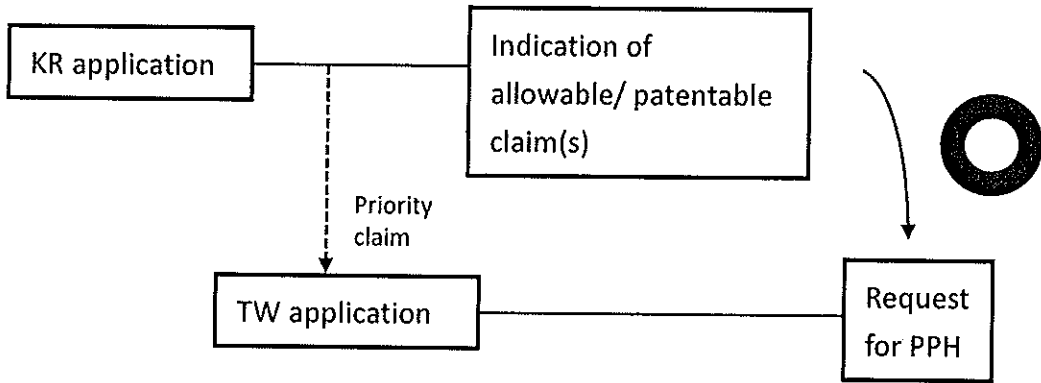 KR application
Indication of
allowable/ patentable
claim(s)
Priority
claim
TW application
Request
for PPH